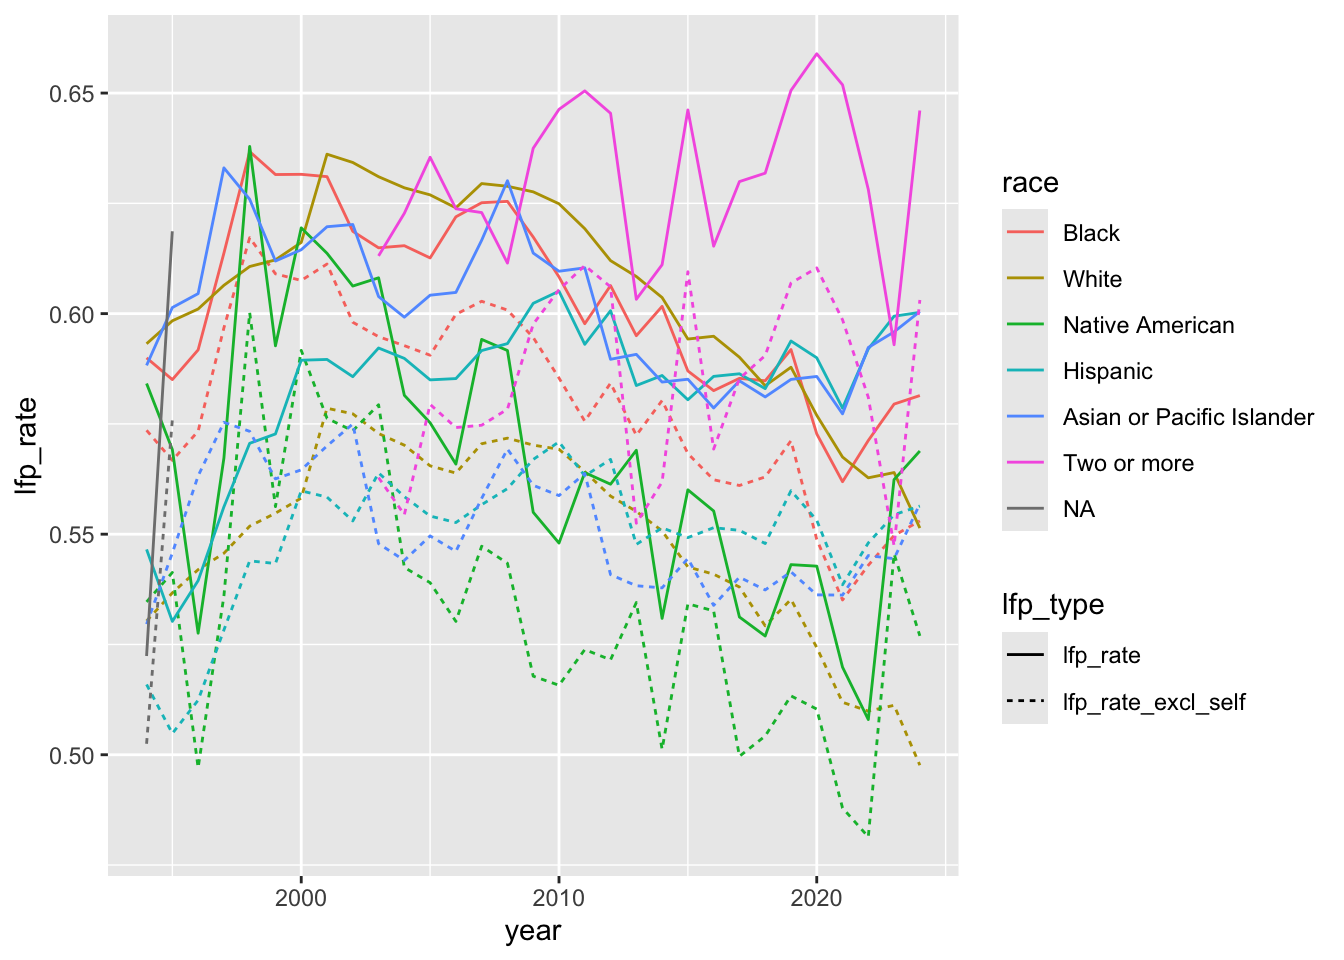 lfp_rate
0.65
0.60
0.55
0.50
2000
2010
2020
year
race
Black
White
Native American
Hispanic
Asian or Pacific Islander
Two or more
NA
lfp_type
lfp_rate
lfp_rate_excl_self